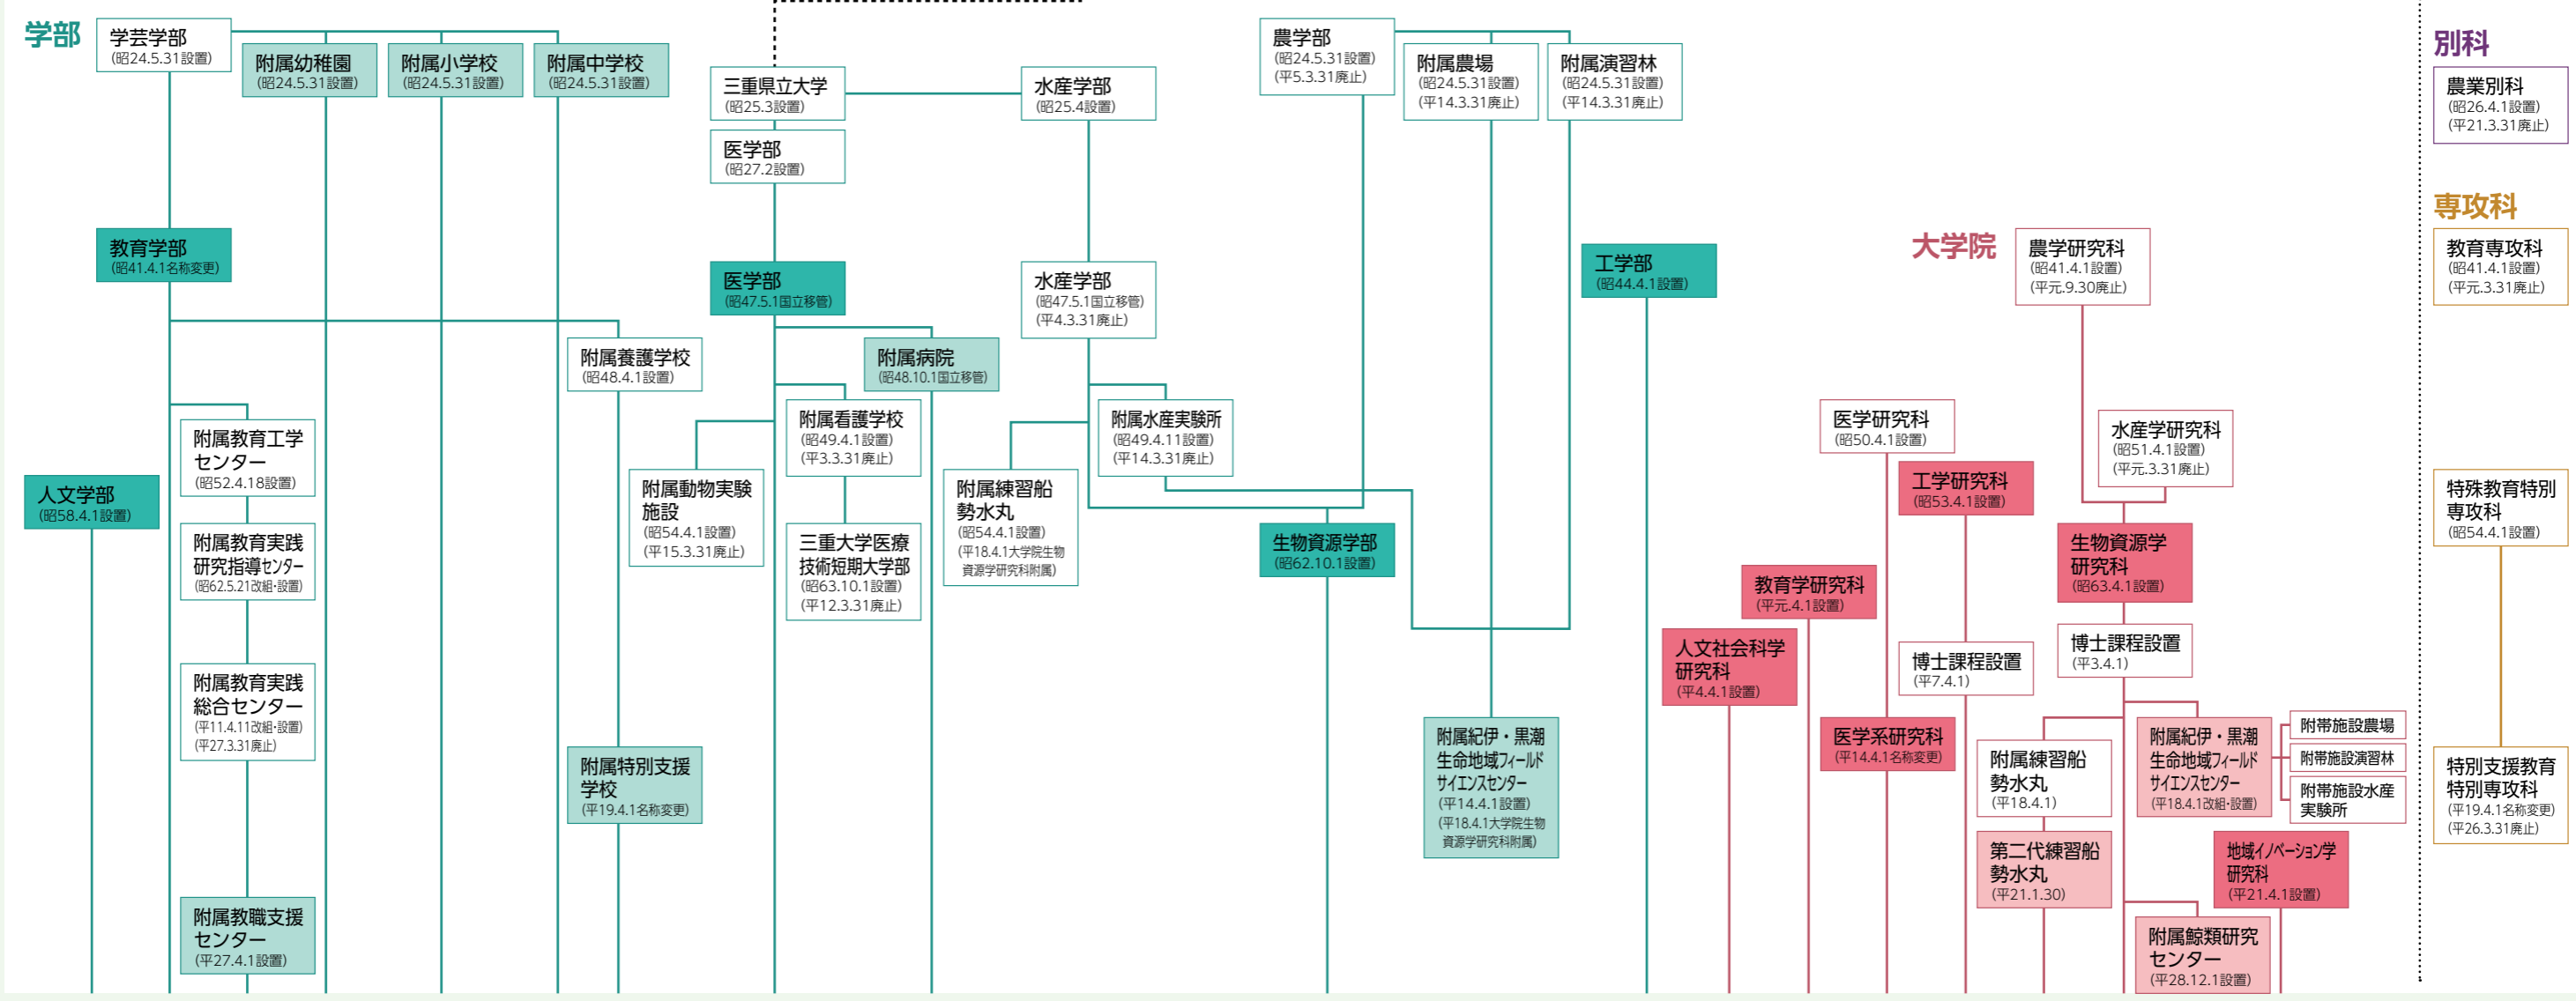 学部
学芸学部
(昭24.5.31設置)
附属幼稚園
(昭24.5.31設置)
附属小学校
(昭24.5.31設置)
附属中学校
(昭24.5.31設置)
教育学部
(昭41.4.1名称変更)
附属養護学校
(昭48.4.1設置)
附属教育工学
センター
(昭52.4.18設置)
人文学部
(昭58.4.1設置)
附属教育実践
研究指導センター
(昭62.5.21改組・設置)
附属教育実践
総合センター
(平11.4.11改組・設置)
(平27.3.31廃止)
附属特別支援
学校
(平19.4.1名称変更)
附属教職支援
センター
(平27.4.1設置)
三重県立大学
(昭25.3設置)
医学部
(昭27.2設置)
水産学部
(昭25.4設置)
医学部
(昭47.5.1国立移管)
水産学部
(昭47.5.1国立移管)
(平4.3.31廃止)
附属病院
(昭48.10.1国立移管)
附属看護学校
(昭49.4.1設置)
(平3.3.31廃止)
附属水産実験所
(昭49.4.11設置)
(平14.3.31廃止)
附属動物実験
施設
(昭54.4.1設置)
(平15.3.31廃止)
三重大学医療
技術短期大学部
(昭63.10.1設置)
(平12.3.31廃止)
附属練習船
勢水丸
(昭54.4.1設置)
(平18.4.1大学院生物
資源学研究科附属)
農学部
(昭24.5.31設置)
(平5.3.31廃止)
附属農場
(昭24.5.31設置)
(平14.3.31廃止)
附属演習林
(昭24.5.31設置)
(平14.3.31廃止)
工学部
(昭44.4.1設置)
生物資源学部
(昭62.10.1設置)
附属紀伊・黒潮
生命地域フィールド
サイエンスセンター
(平14.4.1設置)
(平18.4.1大学院生物
資源学研究科附属)
大学院
農学研究科
(昭41.4.1設置)
(平元.9.30廃止)
医学研究科
(昭50.4.1設置)
水産学研究科
(昭51.4.1設置)
(平元.3.31廃止)
工学研究科
(昭53.4.1設置)
生物資源学
研究科
(昭63.4.1設置)
教育学研究科
(平元.4.1設置)
人文社会科学
研究科
(平4.4.1設置)
博士課程設置
(平7.4.1)
博士課程設置
(平3.4.1)
医学系研究科
(平14.4.1名称変更)
附属練習船
勢水丸
(平18.4.1)
附属紀伊・黒潮
生命地域フィールド
サイエンスセンター
(平18.4.1改組・設置)
附帯施設農場
附帯施設演習林
附帯施設水産
実験所
第二代練習船
勢水丸
(平21.1.30)
地域イノベーション学
研究科
(平21.4.1設置)
附属鯨類研究
センター
(平28.12.1設置)
別科
農業別科
(昭26.4.1設置)
(平21.3.31廃止)
専攻科
教育専攻科
(昭41.4.1設置)
(平元.3.31廃止)
特殊教育特別
専攻科
(昭54.4.1設置)
特別支援教育
特別専攻科
(平19.4.1名称変更)
(平26.3.31廃止)